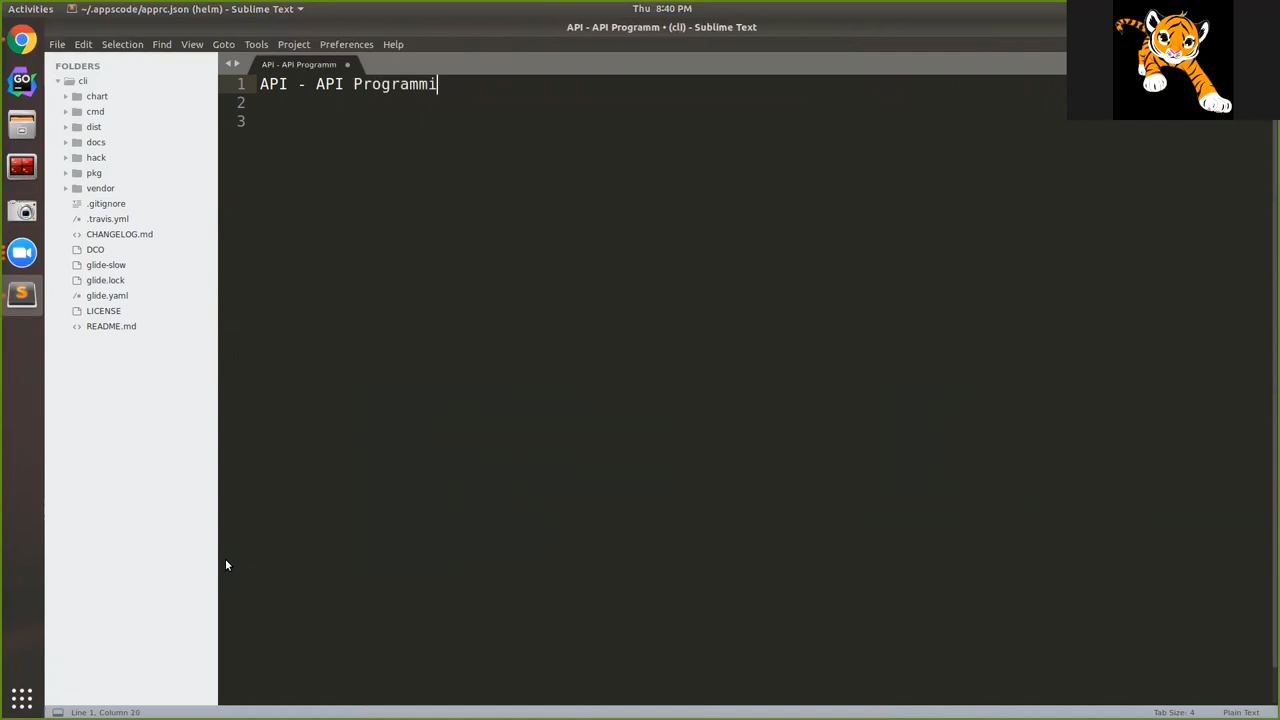 Activities
~/.appscode/apprc.json (helm) - Sublime Text
Thu 8:40 PM
API - API Programm • (cli) - Sublime Text
File Edit Selection Find View Goto Tools Project Preferences Help
FOLDERS
cli
chart
cmd
dist
docs
hack
pkg
vendor
.gitignore
.travis.yml
CHANGELOG.md
DCO
glide-slow
glide.lock
glide.yaml
LICENSE
README.md
API - API Programm
1 API - API Programmi
2
3
GO
S
Line 1, Column 20
Tab Size: 4
Plain Text